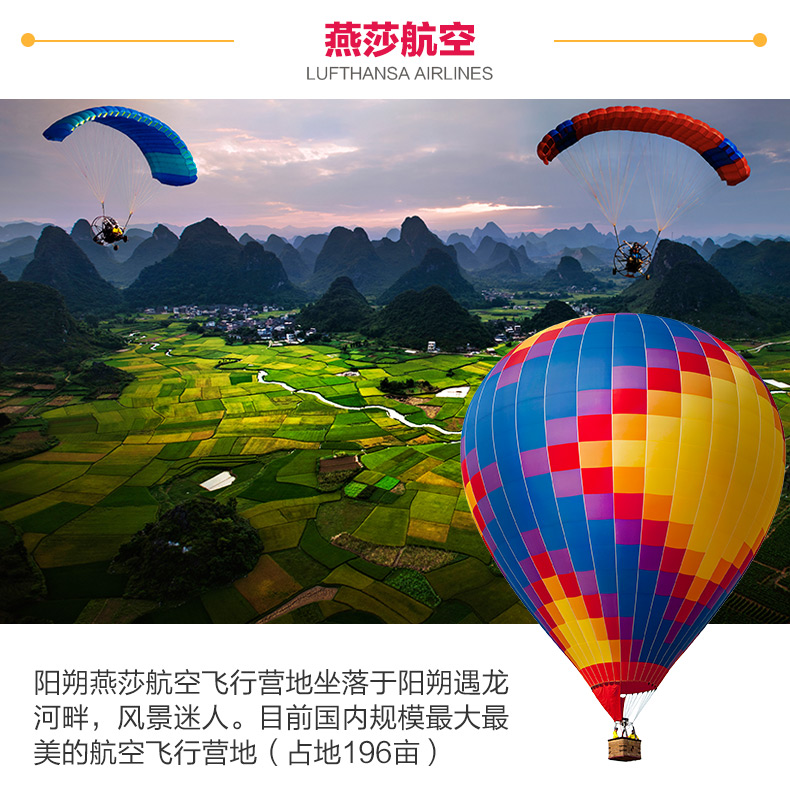 燕莎航空
LUFTHANSA AIRLINES
阳朔燕莎航空飞行营地坐落于阳朔遇龙
河畔，风景迷人。目前国内规模最大最
美的航空飞行营地（占地196亩）